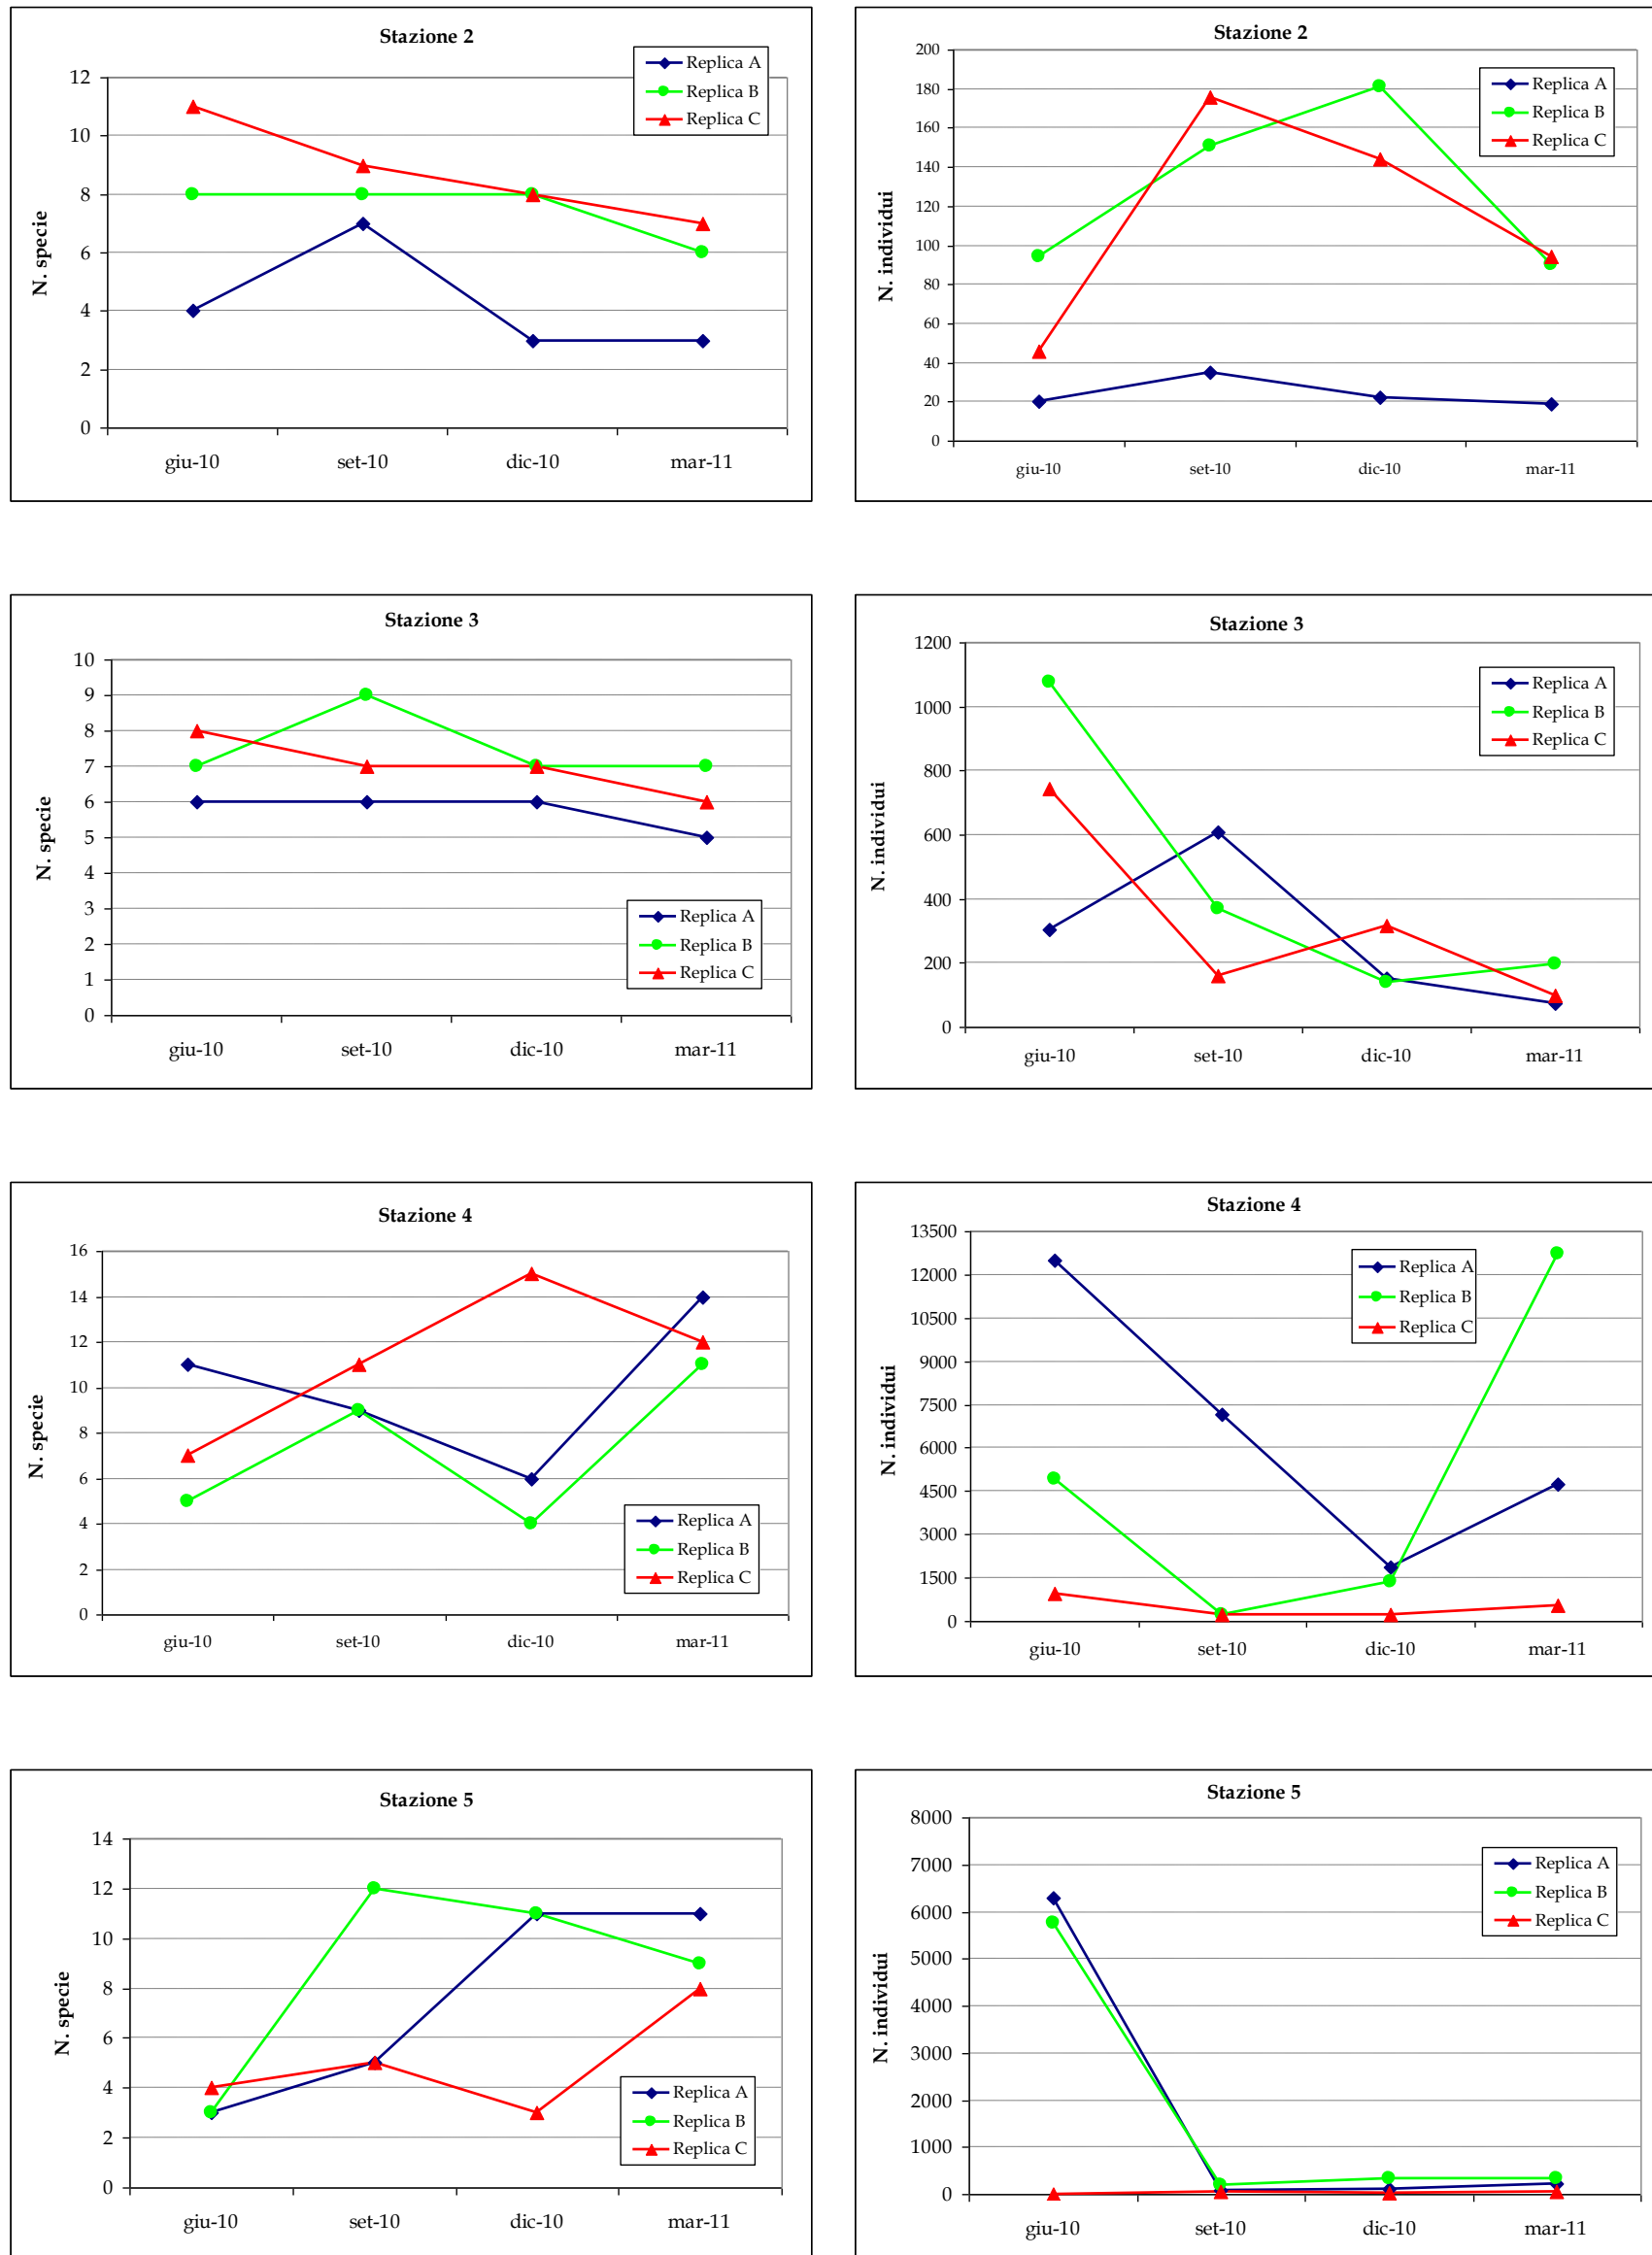 Stazione 2
Replica A
Replica B
Replica C
N. specie
12
10
8
6
4
2
0
giu-10 set-10 dic-10 mar-11
Stazione 2
Replica A
Replica B
Replica C
N. individui
200
180
160
140
120
100
80
60
40
20
0
giu-10 set-10 dic-10 mar-11
Stazione 3
N. specie
10
9
8
7
6
5
4
3
2
1
0
Replica A
Replica B
Replica C
giu-10 set-10 dic-10 mar-11
Stazione 3
N. individui
1200
1000
800
600
400
200
0
Replica A
Replica B
Replica C
giu-10 set-10 dic-10 mar-11
Stazione 4
N. specie
16
14
12
10
8
6
4
2
0
Replica A
Replica B
Replica C
giu-10 set-10 dic-10 mar-11
Stazione 4
N. individui
13500
12000
10500
9000
7500
6000
4500
3000
1500
0
Replica A
Replica B
Replica C
giu-10 set-10 dic-10 mar-11
Stazione 5
N. specie
14
12
10
8
6
4
2
0
Replica A
Replica B
Replica C
giu-10 set-10 dic-10 mar-11
Stazione 5
N. individui
8000
7000
6000
5000
4000
3000
2000
1000
0
Replica A
Replica B
Replica C
giu-10 set-10 dic-10 mar-11